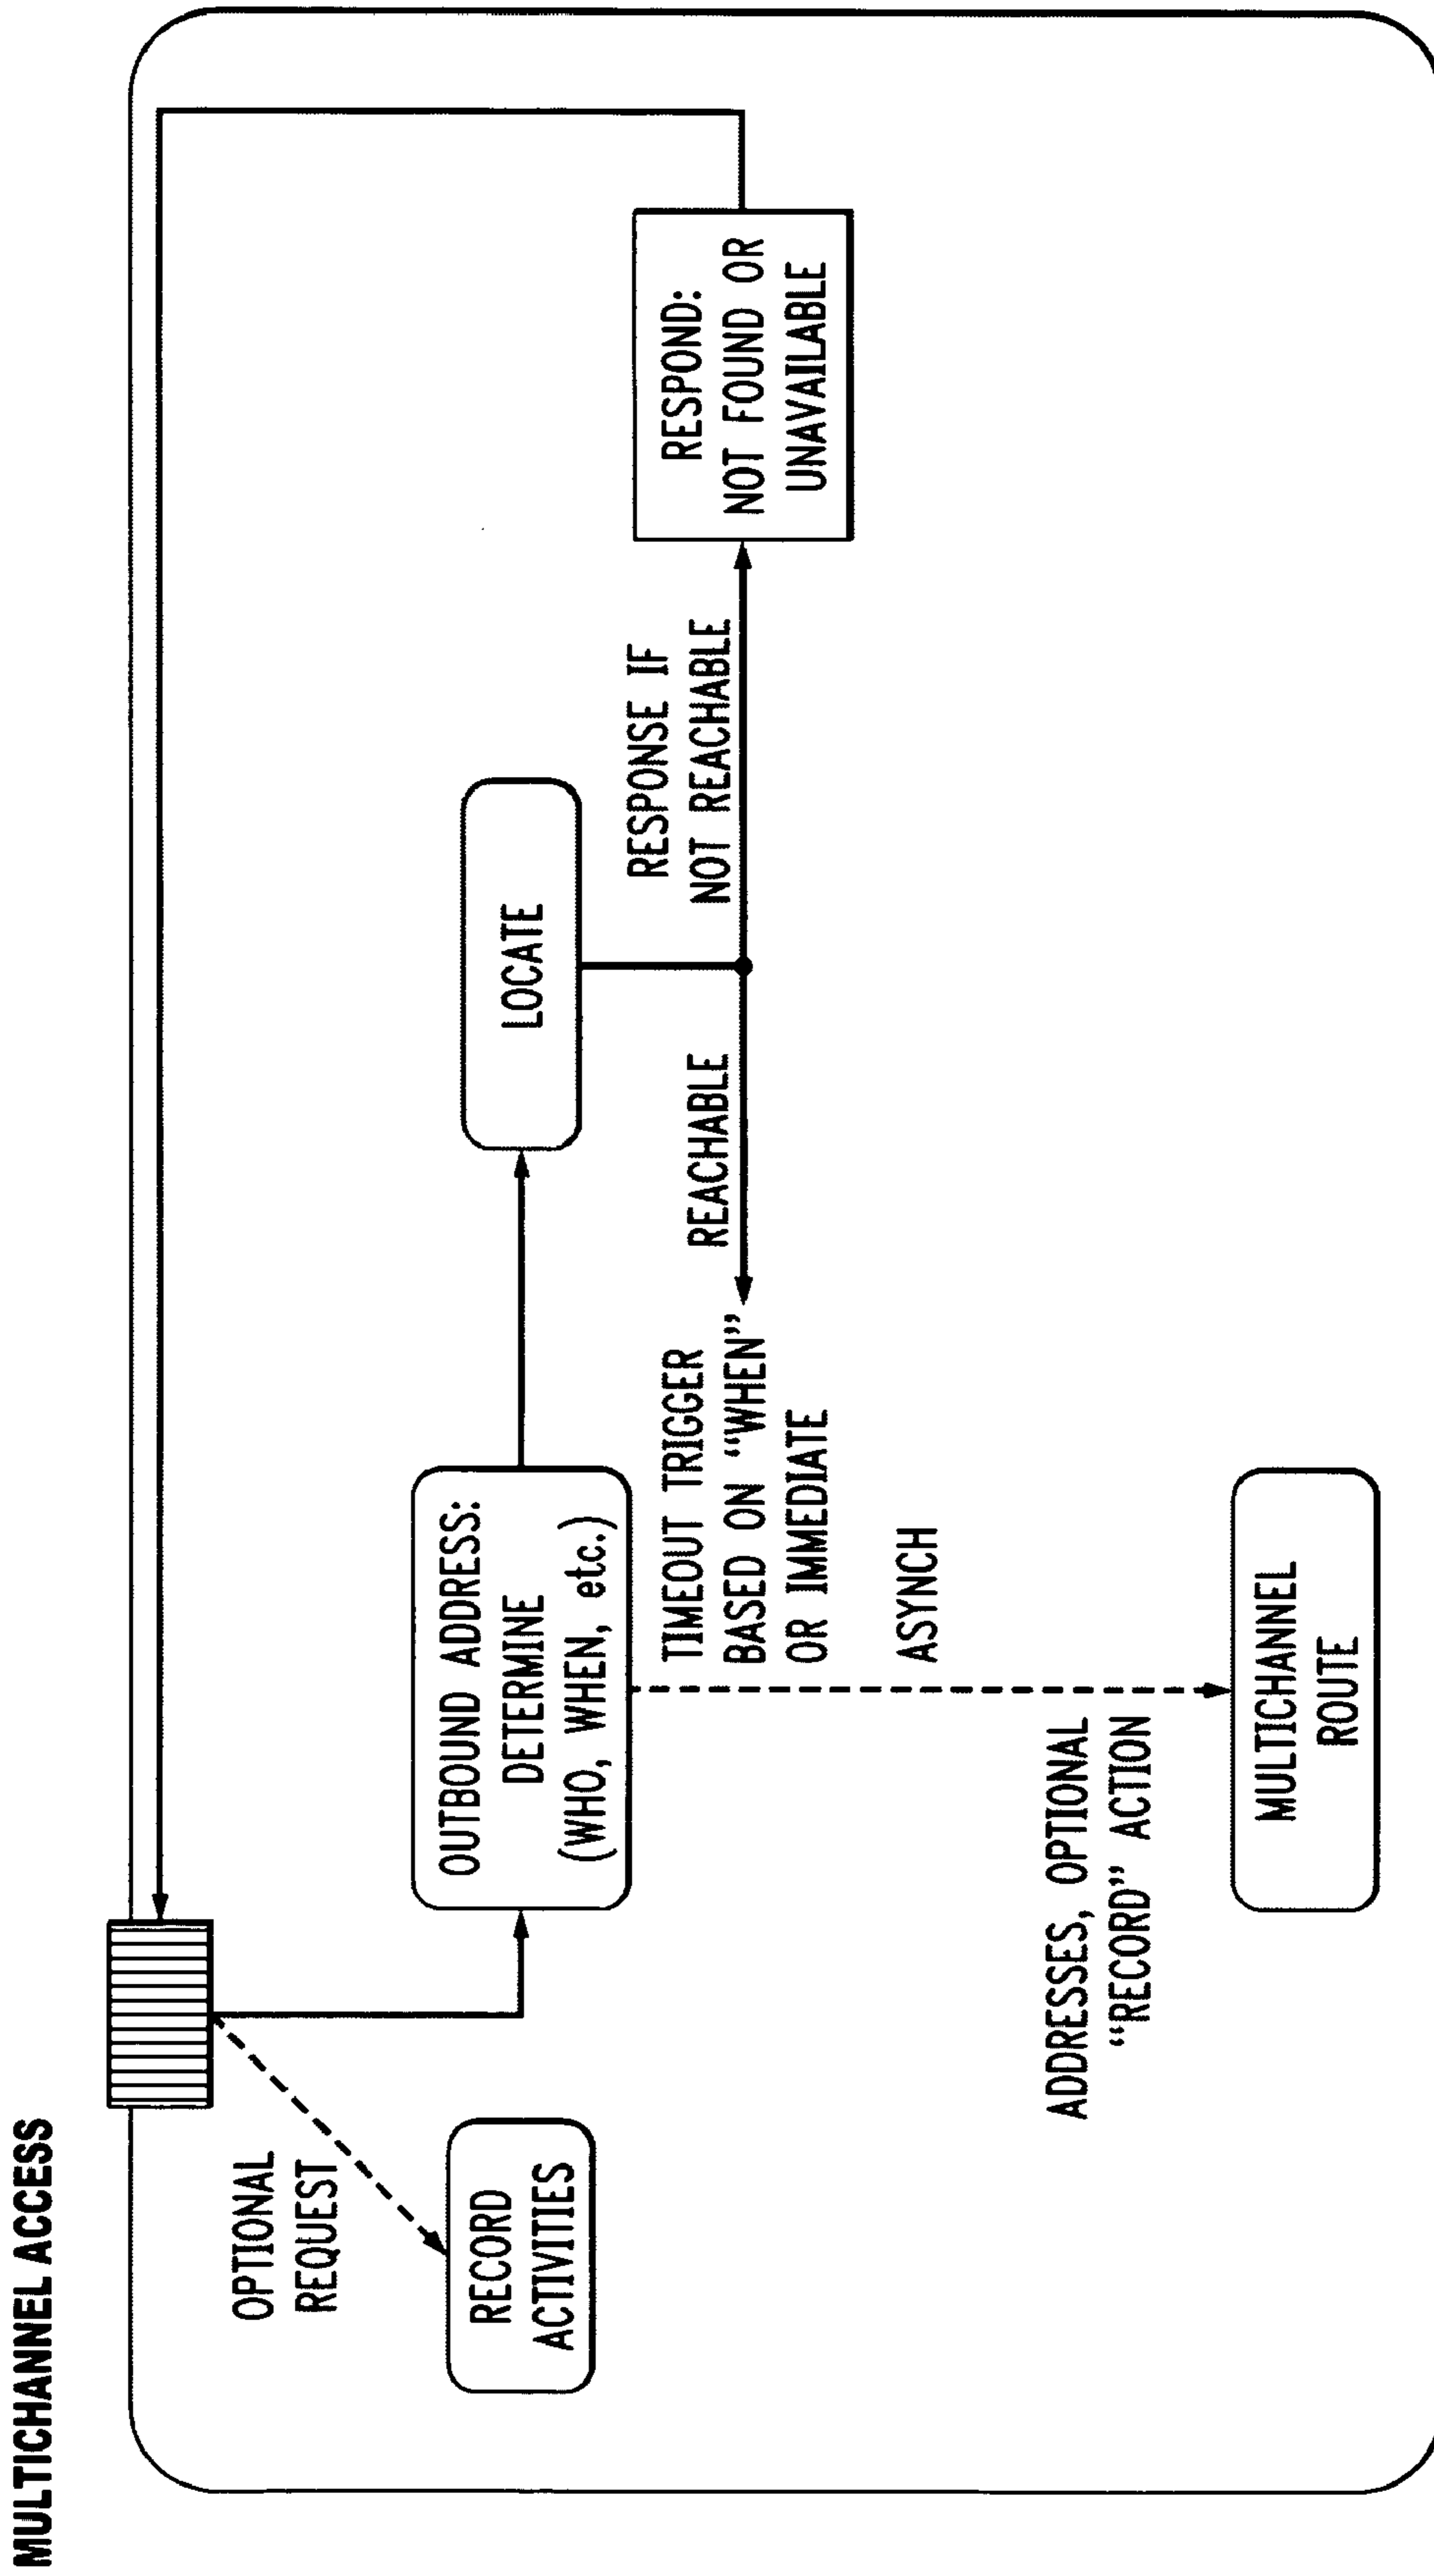 MULTICHANNEL ACCESS
OPTIONAL
REQUEST
RECORD
ACTIVITIES
OUTBOUND ADDRESS:
DETERMINE
(WHO, WHEN, etc.)
LOCATE
TIMEOUT TRIGGER
BASED ON “WHEN”
OR IMMEDIATE
REACHABLE
RESPONSE IF
NOT REACHABLE
RESPOND:
NOT FOUND OR
UNAVAILABLE
ASYNCH
ADDRESSES, OPTIONAL
“RECORD” ACTION
MULTICHANNEL
ROUTE